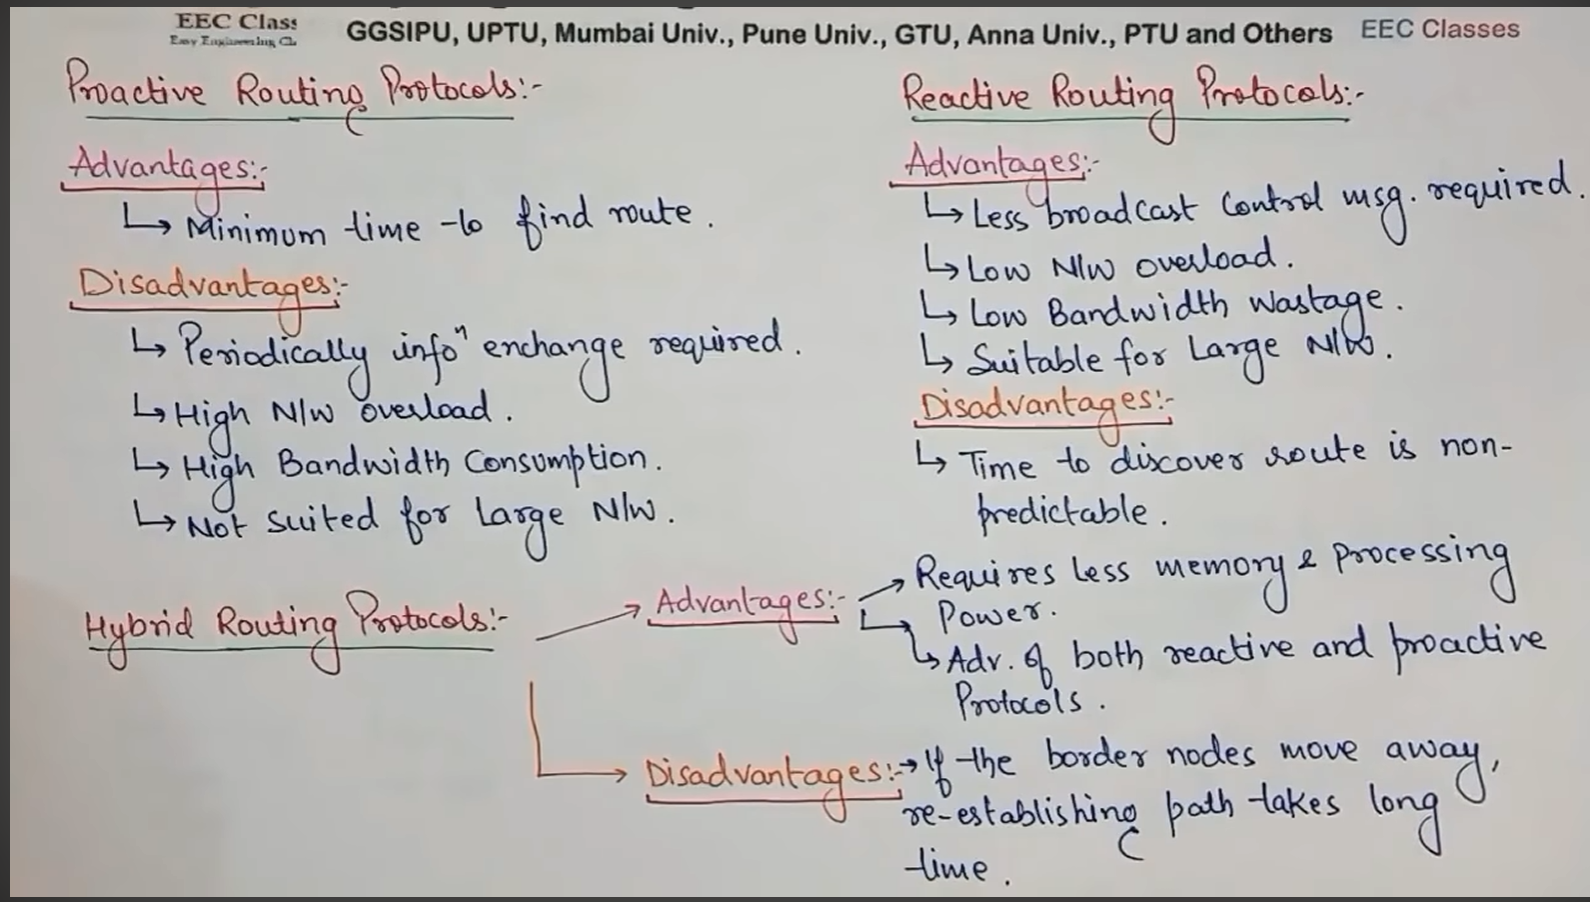 EEC Class
Easy Engineering Cl
GGSIPU, UPTU, Mumbai Univ., Pune Univ., GTU, Anna Univ., PTU and Others
EEC Classes
Proactive Routing Protocols:-
Advantages:-
↳ Minimum time to find route.
Disadvantages:-
↳ Periodically infoⁿ exchange required.
↳ High N/W overload.
↳ High Bandwidth Consumption.
↳ Not suited for Large N/W.
Reactive Routing Protocols:-
Advantages:-
↳ Less broadcast Control msg. required.
↳ Low N/W overload.
↳ Low Bandwidth Wastage.
↳ Suitable for Large N/W.
Disadvantages:-
↳ Time to discover route is non-
predictable.
Hybrid Routing Protocols:-
→ Advantages:-
→ Requires Less memory & processing
Power.
↳ Adv. of both reactive and proactive
Protocols.
→ Disadvantages:-
→ If the border nodes move away,
re-establishing path takes long
time.